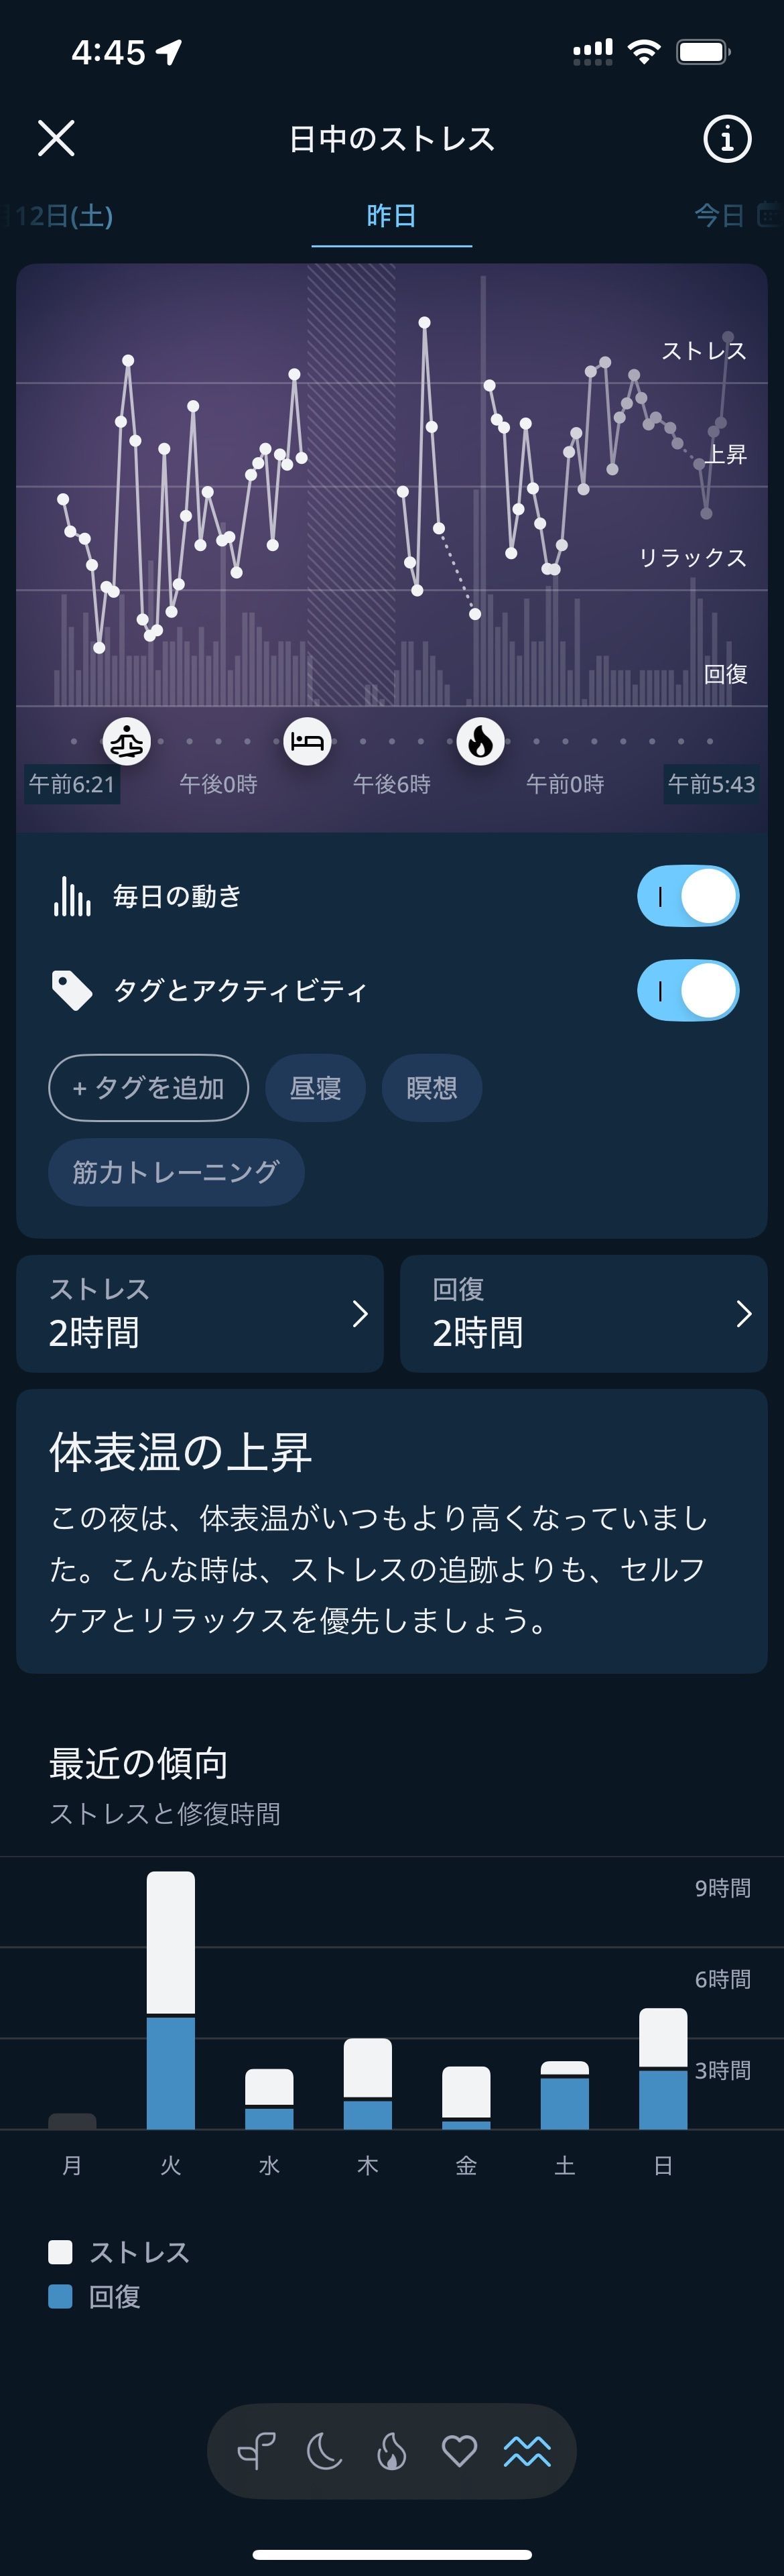 4:45
日中のストレス
12日(土)
昨日
今日
ストレス
上昇
リラックス
回復
午前6:21
午後0時
午後6時
午前0時
午前5:43
毎日の動き
タグとアクティビティ
+ タグを追加
昼寝
瞑想
筋力トレーニング
ストレス
2時間
回復
2時間
体表温の上昇
この夜は、体表温がいつもより高くなっていまし
た。こんな時は、ストレスの追跡よりも、セルフ
ケアとリラックスを優先しましょう。
最近の傾向
ストレスと修復時間
9時間
6時間
3時間
月
火
水
木
金
土
日
ストレス
回復